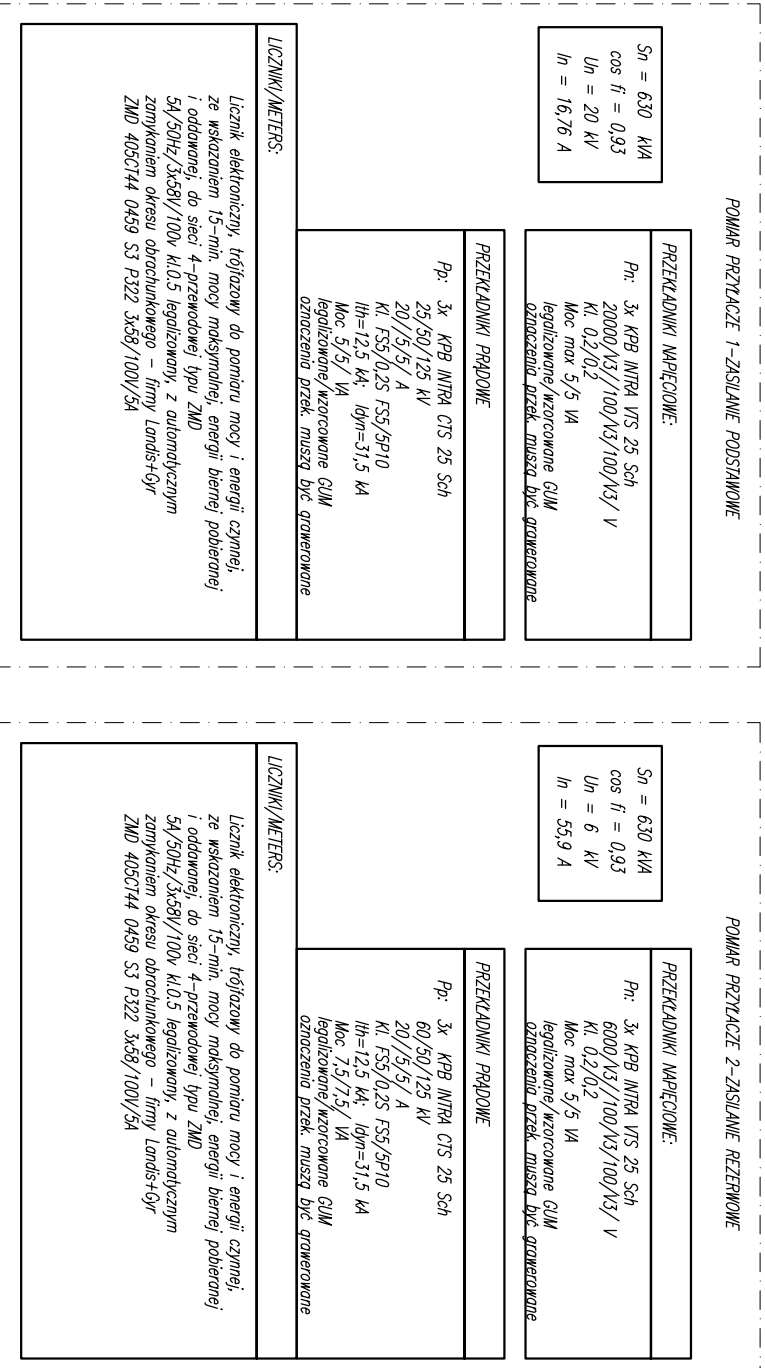 POMIAR PRZYŁĄCZE 1-ZASILANIE PODSTAWOWE
Sn = 630 kVA
cos fi = 0,93
Un = 20 kV
In = 16,76 A
PRZEKŁADNIKI NAPIĘCIOWE:
Pn: 3x KPB INTRA VTS 25 Sch
20000/√3//100/√3/100/√3/ V
Kl. 0,2/0,2
Moc max 5/5 VA
legalizowane/wzorcowane GUM
oznaczenia przek. muszą być grawerowane
PRZEKŁADNIKI PRĄDOWE
Pp: 3x KPB INTRA CTS 25 Sch
25/50/125 kV
20//5/5/ A
Kl. FS5/0,2S FS5/5P10
Ith=12,5 kA; Idyn=31,5 kA
Moc 5/5/ VA
legalizowane/wzorcowane GUM
oznaczenia przek. muszą być grawerowane
LICZNIKI/METERS:
Licznik elektroniczny, trójfazowy do pomiaru mocy i energii czynnej,
ze wskazaniem 15-min. mocy maksymalnej, energii biernej pobieranej
i oddawanej, do sieci 4-przewodowej typu ZMD
5A/50Hz/3x58V/100v kl.0.5 legalizowany, z automatycznym
zamykaniem okresu obrachunkowego - firmy Landis+Gyr
ZMD 405CT44 0459 S3 P322 3x58/100V/5A
POMIAR PRZYŁĄCZE 2-ZASILANIE REZERWOWE
Sn = 630 kVA
cos fi = 0,93
Un = 6 kV
In = 55,9 A
PRZEKŁADNIKI NAPIĘCIOWE:
Pn: 3x KPB INTRA VTS 25 Sch
6000/√3//100/√3/100/√3/ V
Kl. 0,2/0,2
Moc max 5/5 VA
legalizowane/wzorcowane GUM
oznaczenia przek. muszą być grawerowane
PRZEKŁADNIKI PRĄDOWE
Pp: 3x KPB INTRA CTS 25 Sch
60/50/125 kV
20//5/5/ A
Kl. FS5/0,2S FS5/5P10
Ith=12,5 kA; Idyn=31,5 kA
Moc 7,5/7,5/ VA
legalizowane/wzorcowane GUM
oznaczenia przek. muszą być grawerowane
LICZNIKI/METERS:
Licznik elektroniczny, trójfazowy do pomiaru mocy i energii czynnej,
ze wskazaniem 15-min. mocy maksymalnej, energii biernej pobieranej
i oddawanej, do sieci 4-przewodowej typu ZMD
5A/50Hz/3x58V/100v kl.0.5 legalizowany, z automatycznym
zamykaniem okresu obrachunkowego - firmy Landis+Gyr
ZMD 405CT44 0459 S3 P322 3x58/100V/5A